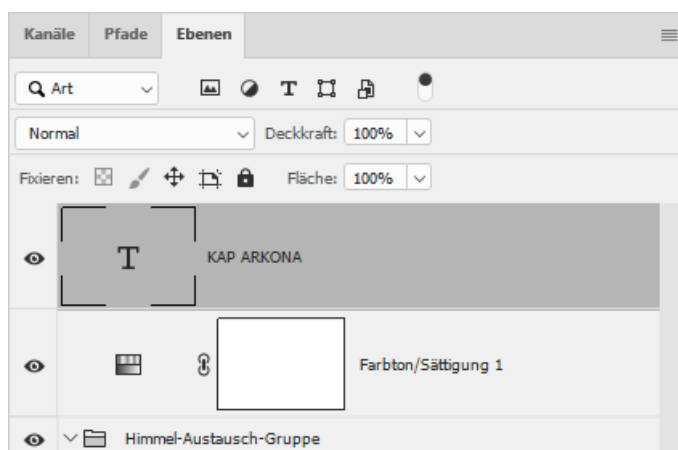 Kanäle Pfade Ebenen
Art
Normal Deckkraft: 100%
Fixieren: Fläche: 100%
T KAP ARKONA
Farbton/Sättigung 1
Himmel-Austausch-Gruppe